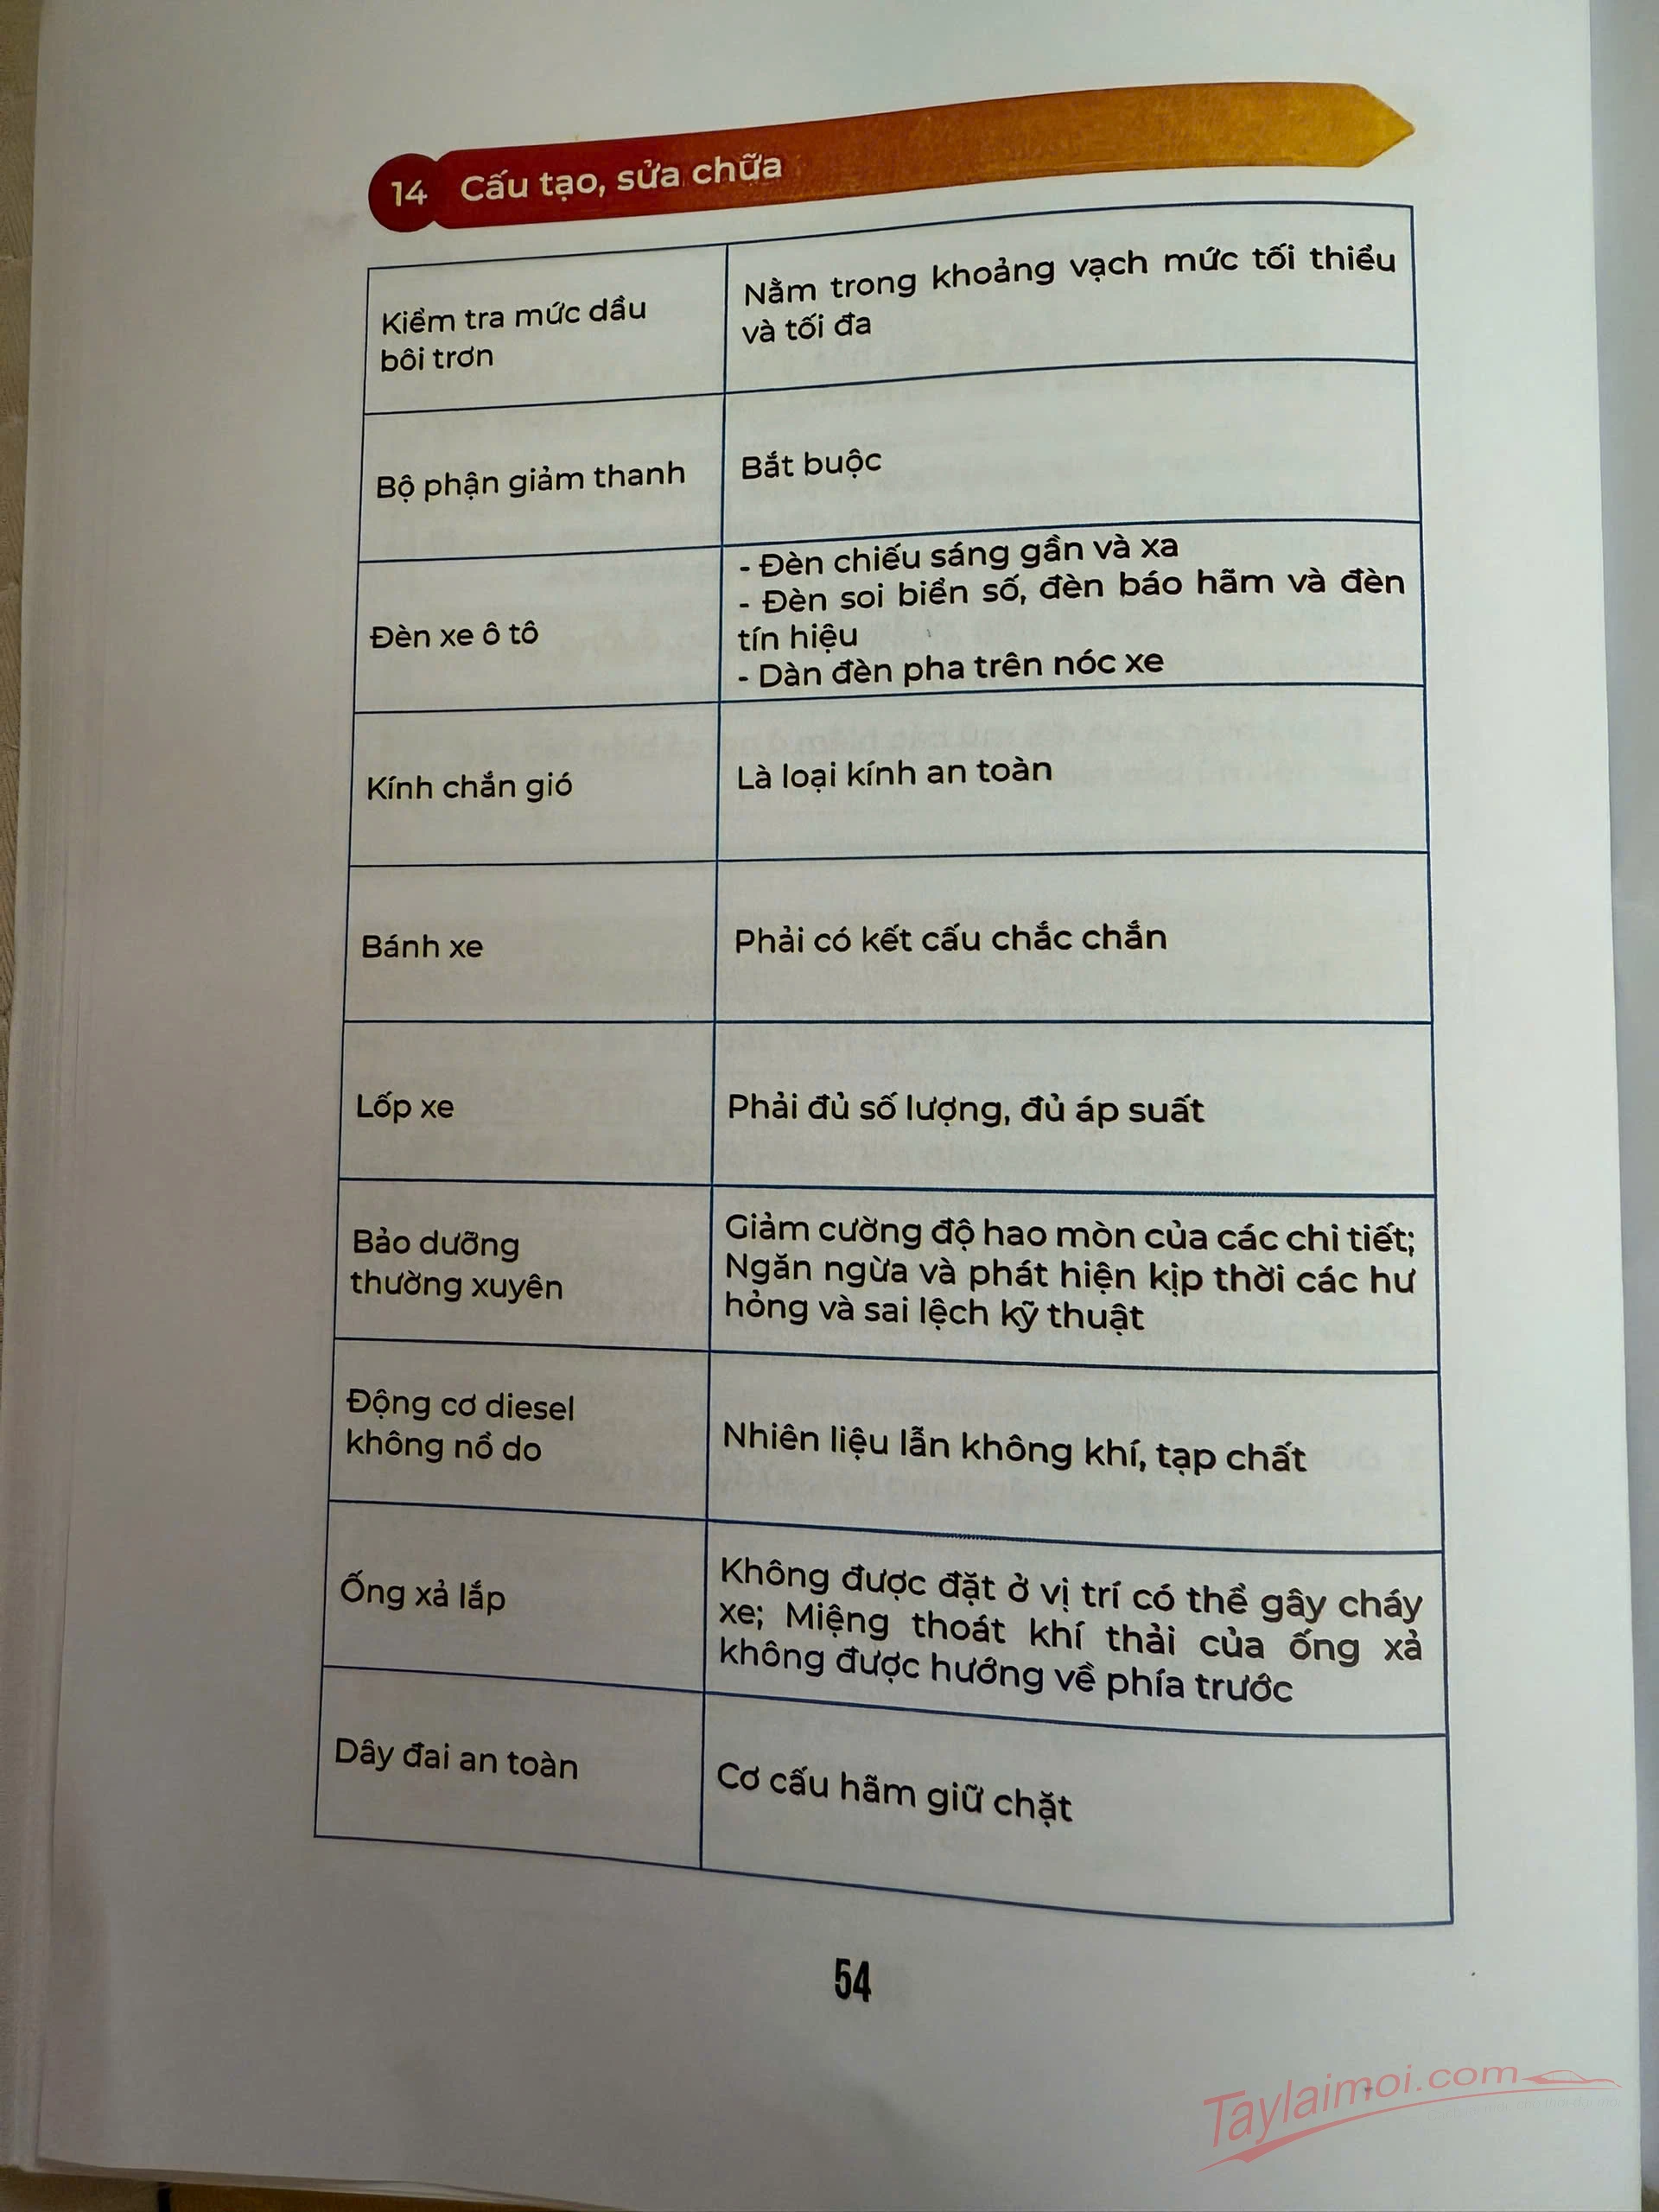 14 Cấu tạo, sửa chữa
Kiểm tra mức dầu
bôi trơn
Nằm trong khoảng vạch mức tối thiểu
và tối đa
Bộ phận giảm thanh
Bắt buộc
Đèn xe ô tô
- Đèn chiếu sáng gần và xa
- Đèn soi biển số, đèn báo hãm và đèn
tín hiệu
- Dàn đèn pha trên nóc xe
Kính chắn gió
Là loại kính an toàn
Bánh xe
Phải có kết cấu chắc chắn
Lốp xe
Phải đủ số lượng, đủ áp suất
Bảo dưỡng
thường xuyên
Giảm cường độ hao mòn của các chi tiết;
Ngăn ngừa và phát hiện kịp thời các hư
hỏng và sai lệch kỹ thuật
Động cơ diesel
không nổ do
Nhiên liệu lẫn không khí, tạp chất
Ống xả lắp
Không được đặt ở vị trí có thể gây cháy
xe; Miệng thoát khí thải của ống xả
không được hướng về phía trước
Dây đai an toàn
Cơ cấu hãm giữ chặt
54
Taylaimoi.com